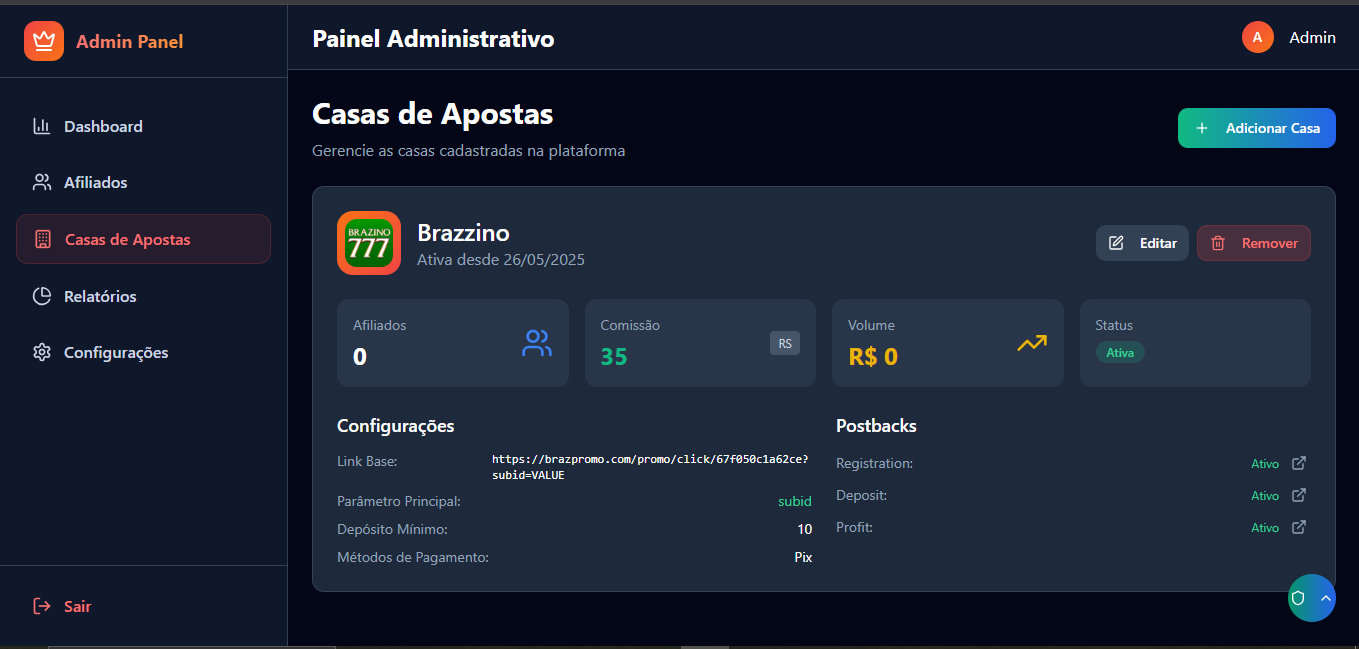 Admin Panel
Painel Administrativo
A
Admin
Dashboard
Afiliados
Casas de Apostas
Relatórios
Configurações
Sair
Casas de Apostas
Gerencie as casas cadastradas na plataforma
+ Adicionar Casa
BRAZINO
777
Brazzino
Ativa desde 26/05/2025
Editar
Remover
Afiliados
0
Comissão
35
RS
Volume
R$ 0
Status
Ativa
Configurações
Link Base:
https://brazpromo.com/promo/click/67f050c1a62ce?
subid=VALUE
Parâmetro Principal:
subid
Depósito Mínimo:
10
Métodos de Pagamento:
Pix
Postbacks
Registration:
Ativo
Deposit:
Ativo
Profit:
Ativo